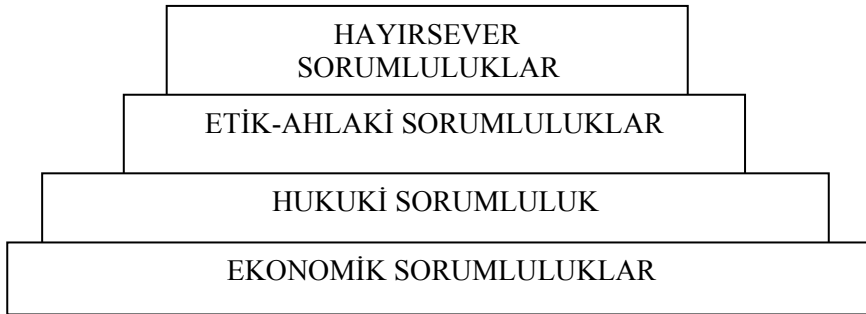 HAYIRSEVER
SORUMLULUKLAR
ETİK-AHLAKİ SORUMLULUKLAR
HUKUKİ SORUMLULUK
EKONOMİK SORUMLULUKLAR